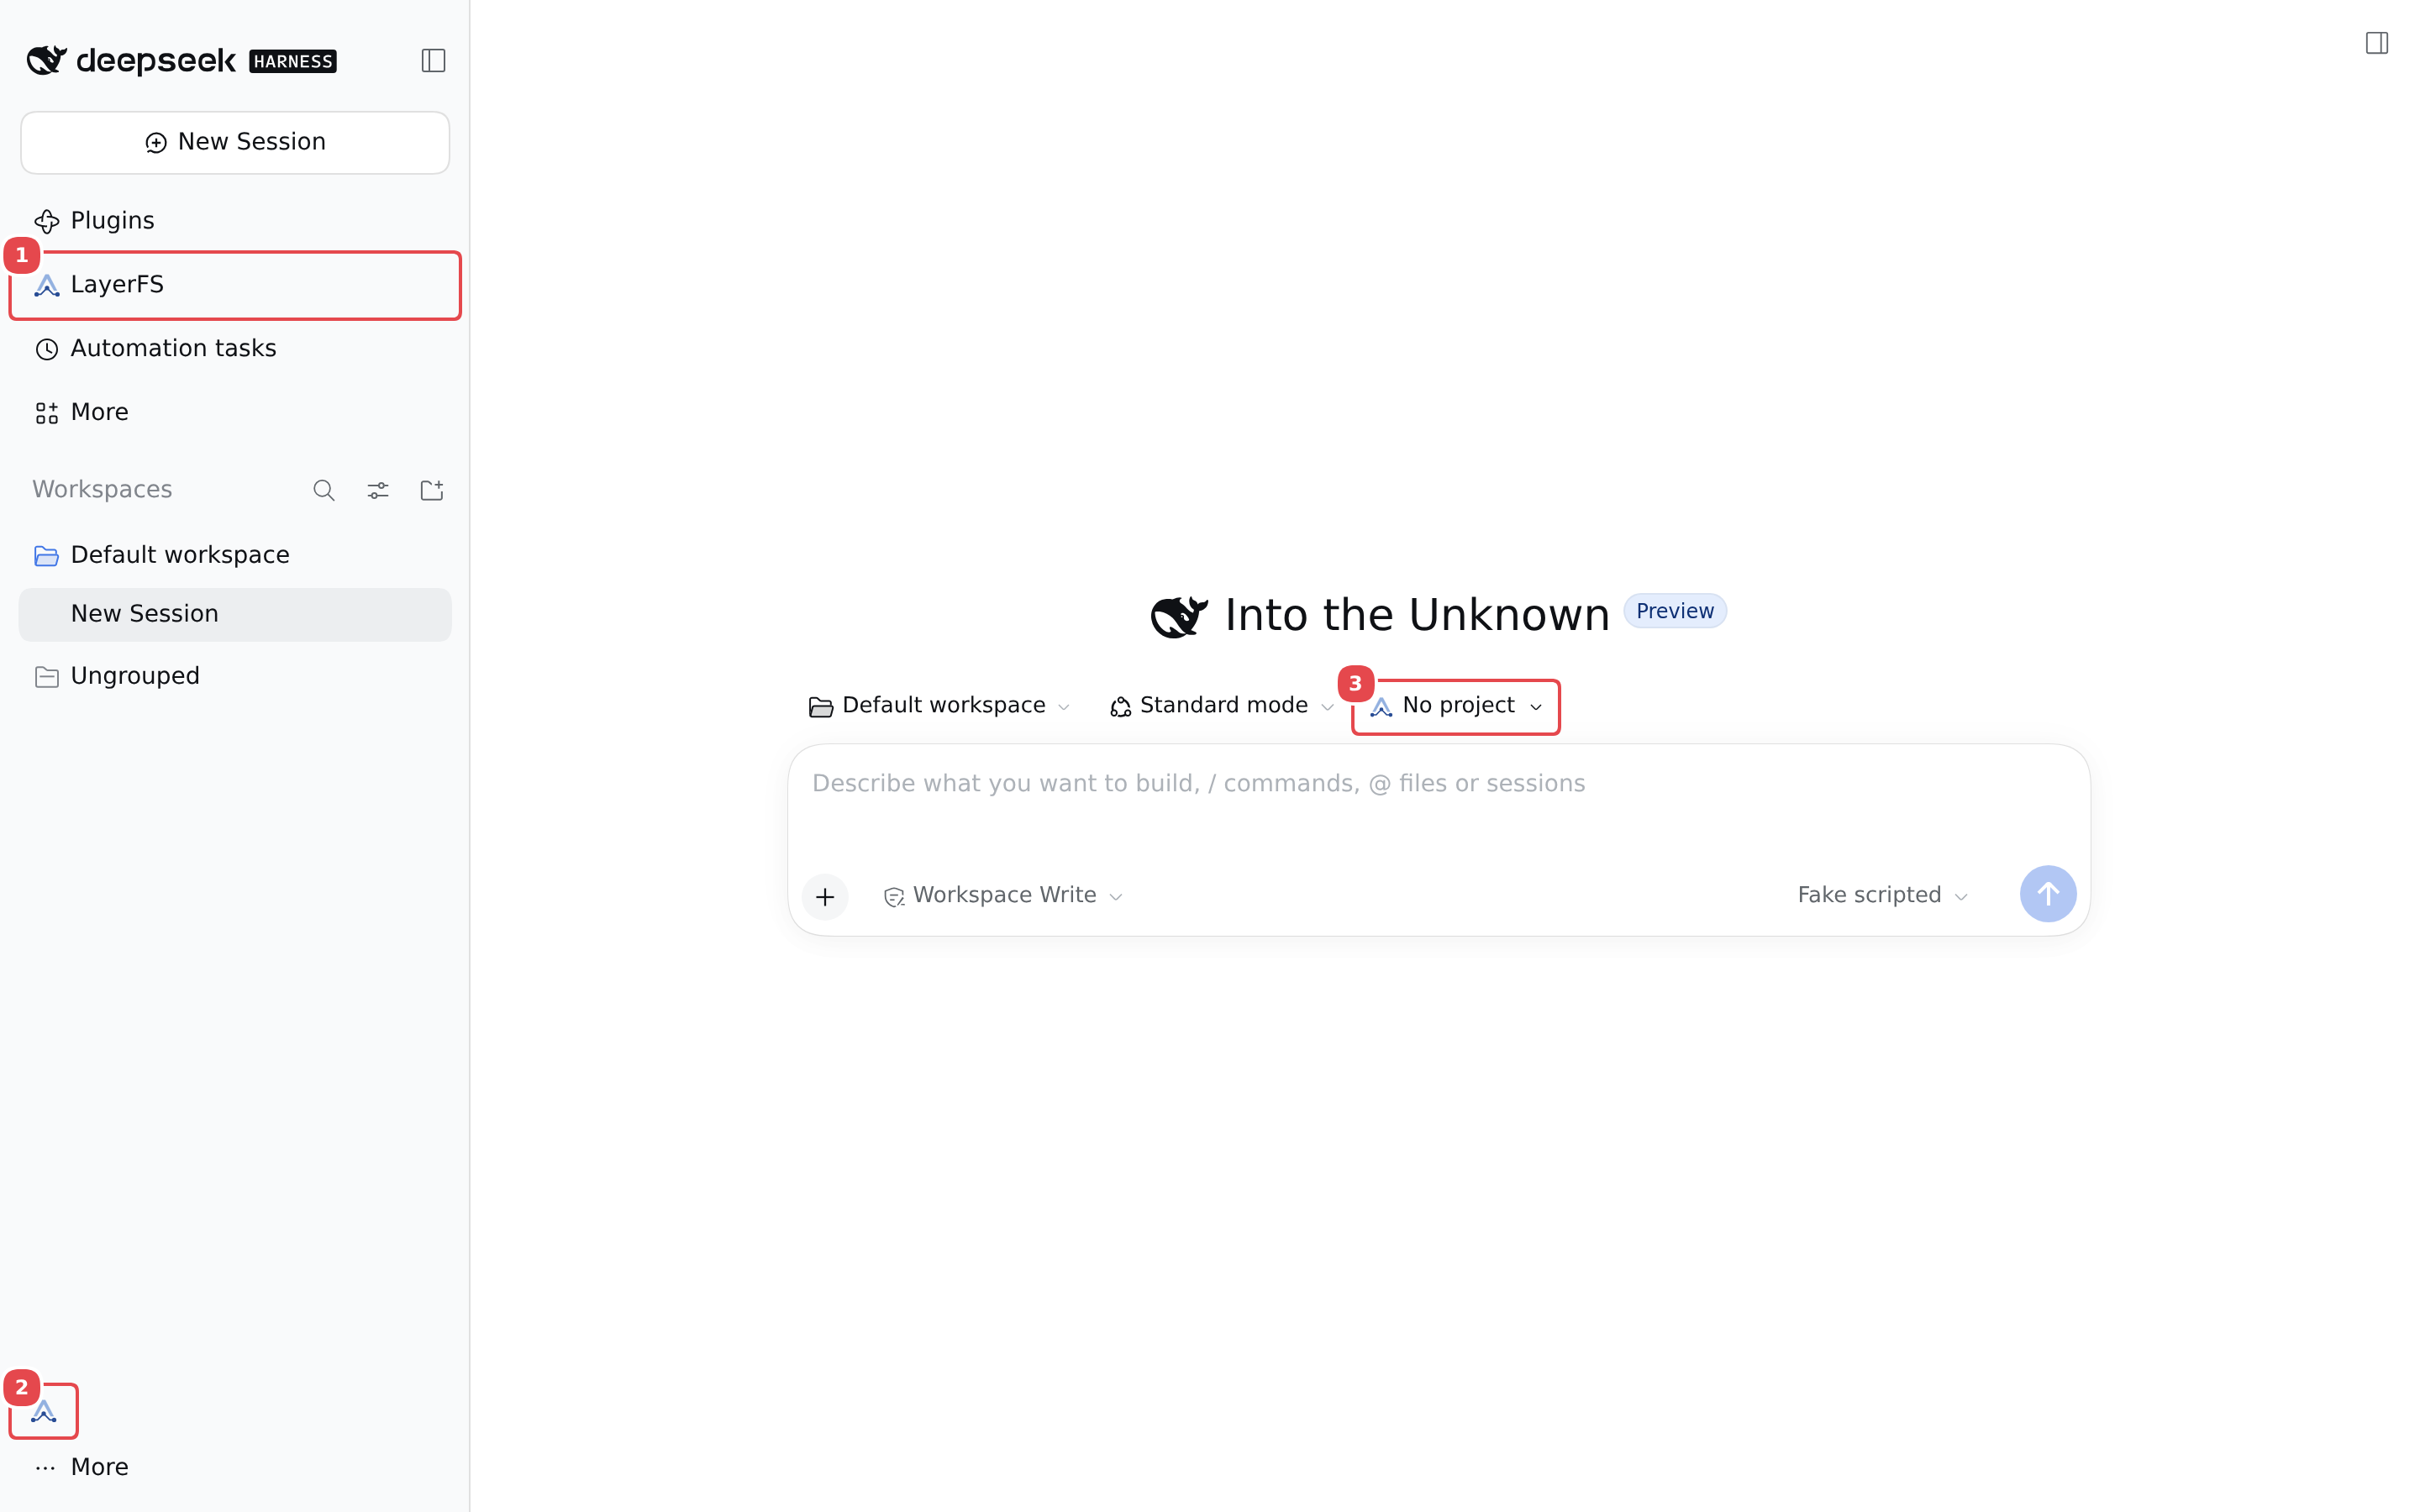 deepseek HARNESS
New Session
Plugins
1
LayerFS
Automation tasks
More
Workspaces
Default workspace
New Session
Ungrouped
2
More
Into the Unknown Preview
Default workspace Standard mode 3 No project
Describe what you want to build, / commands, @ files or sessions
Workspace Write Fake scripted